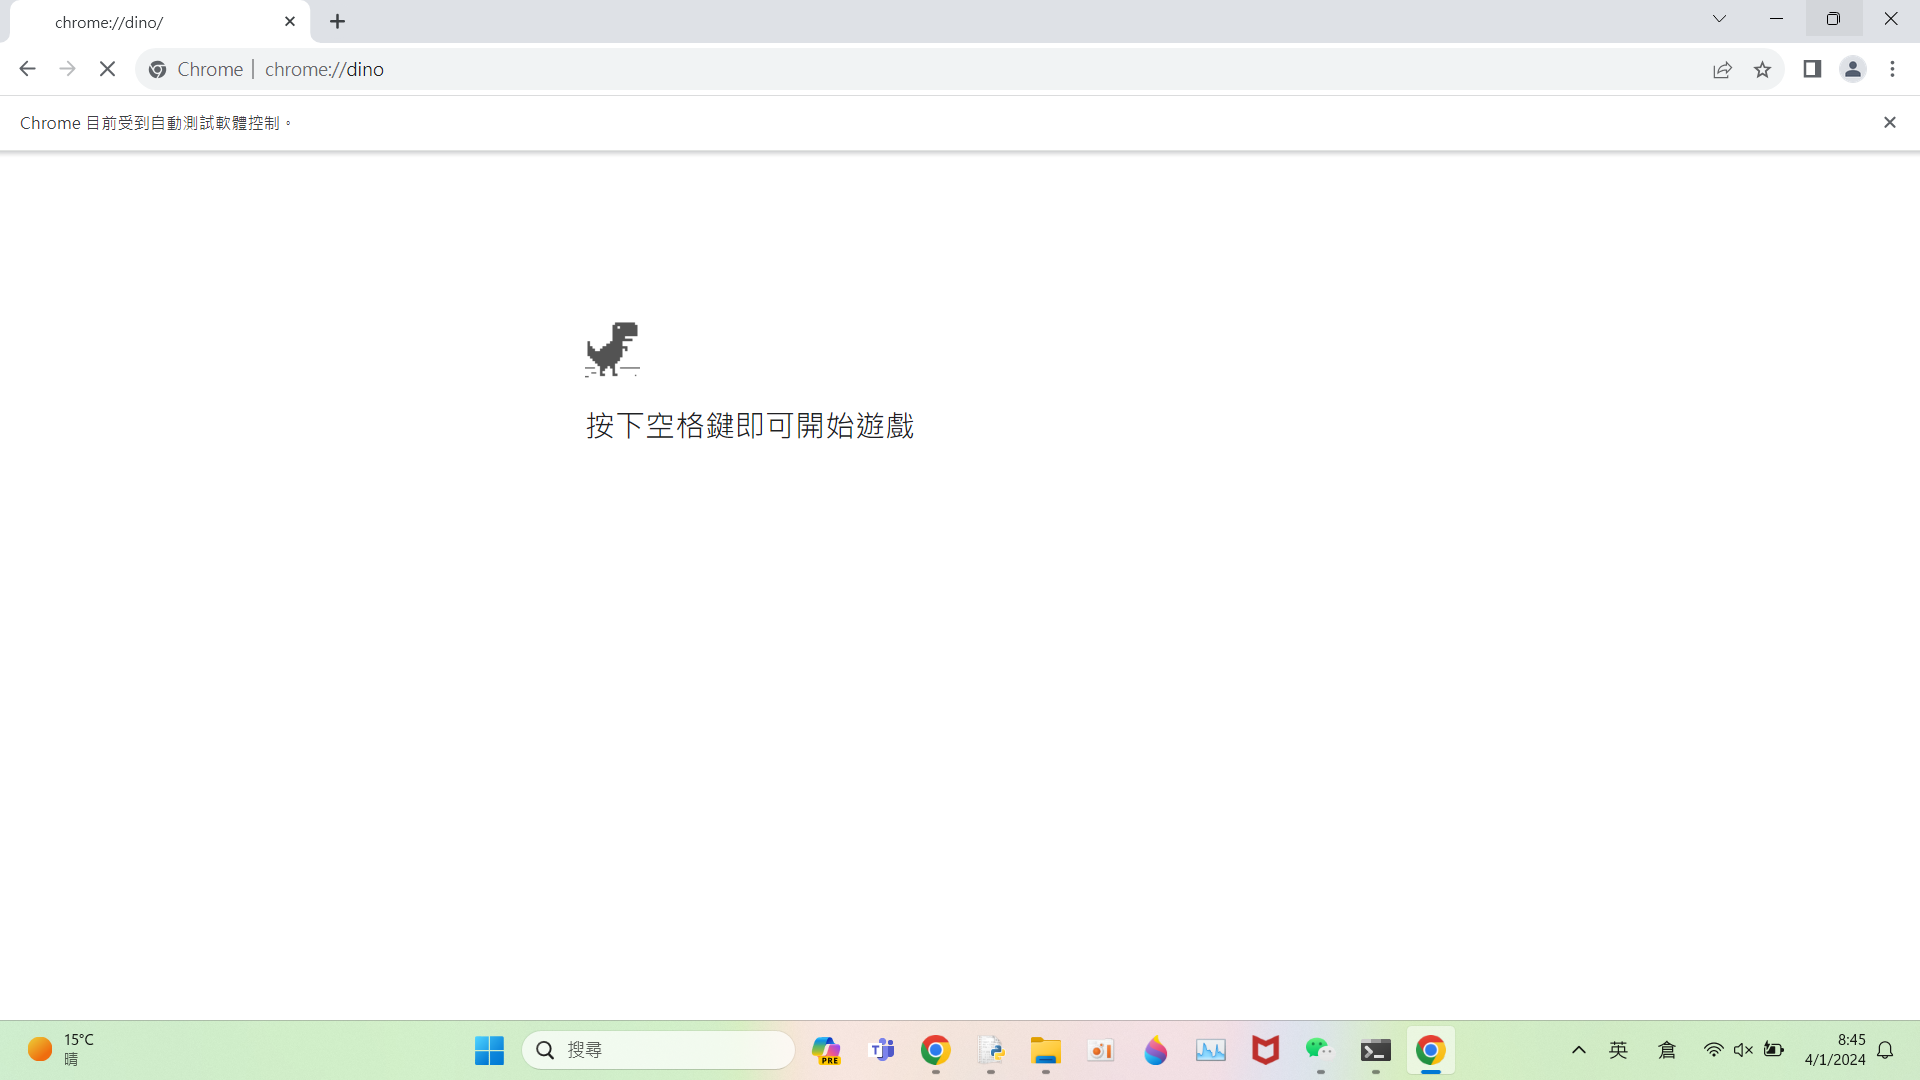 chrome://dino/
Chrome | chrome://dino
Chrome 目前受到自動測試軟體控制。
按下空格鍵即可開始遊戲
15°C
晴
搜尋
PRE
英
倉
8:45
4/1/2024